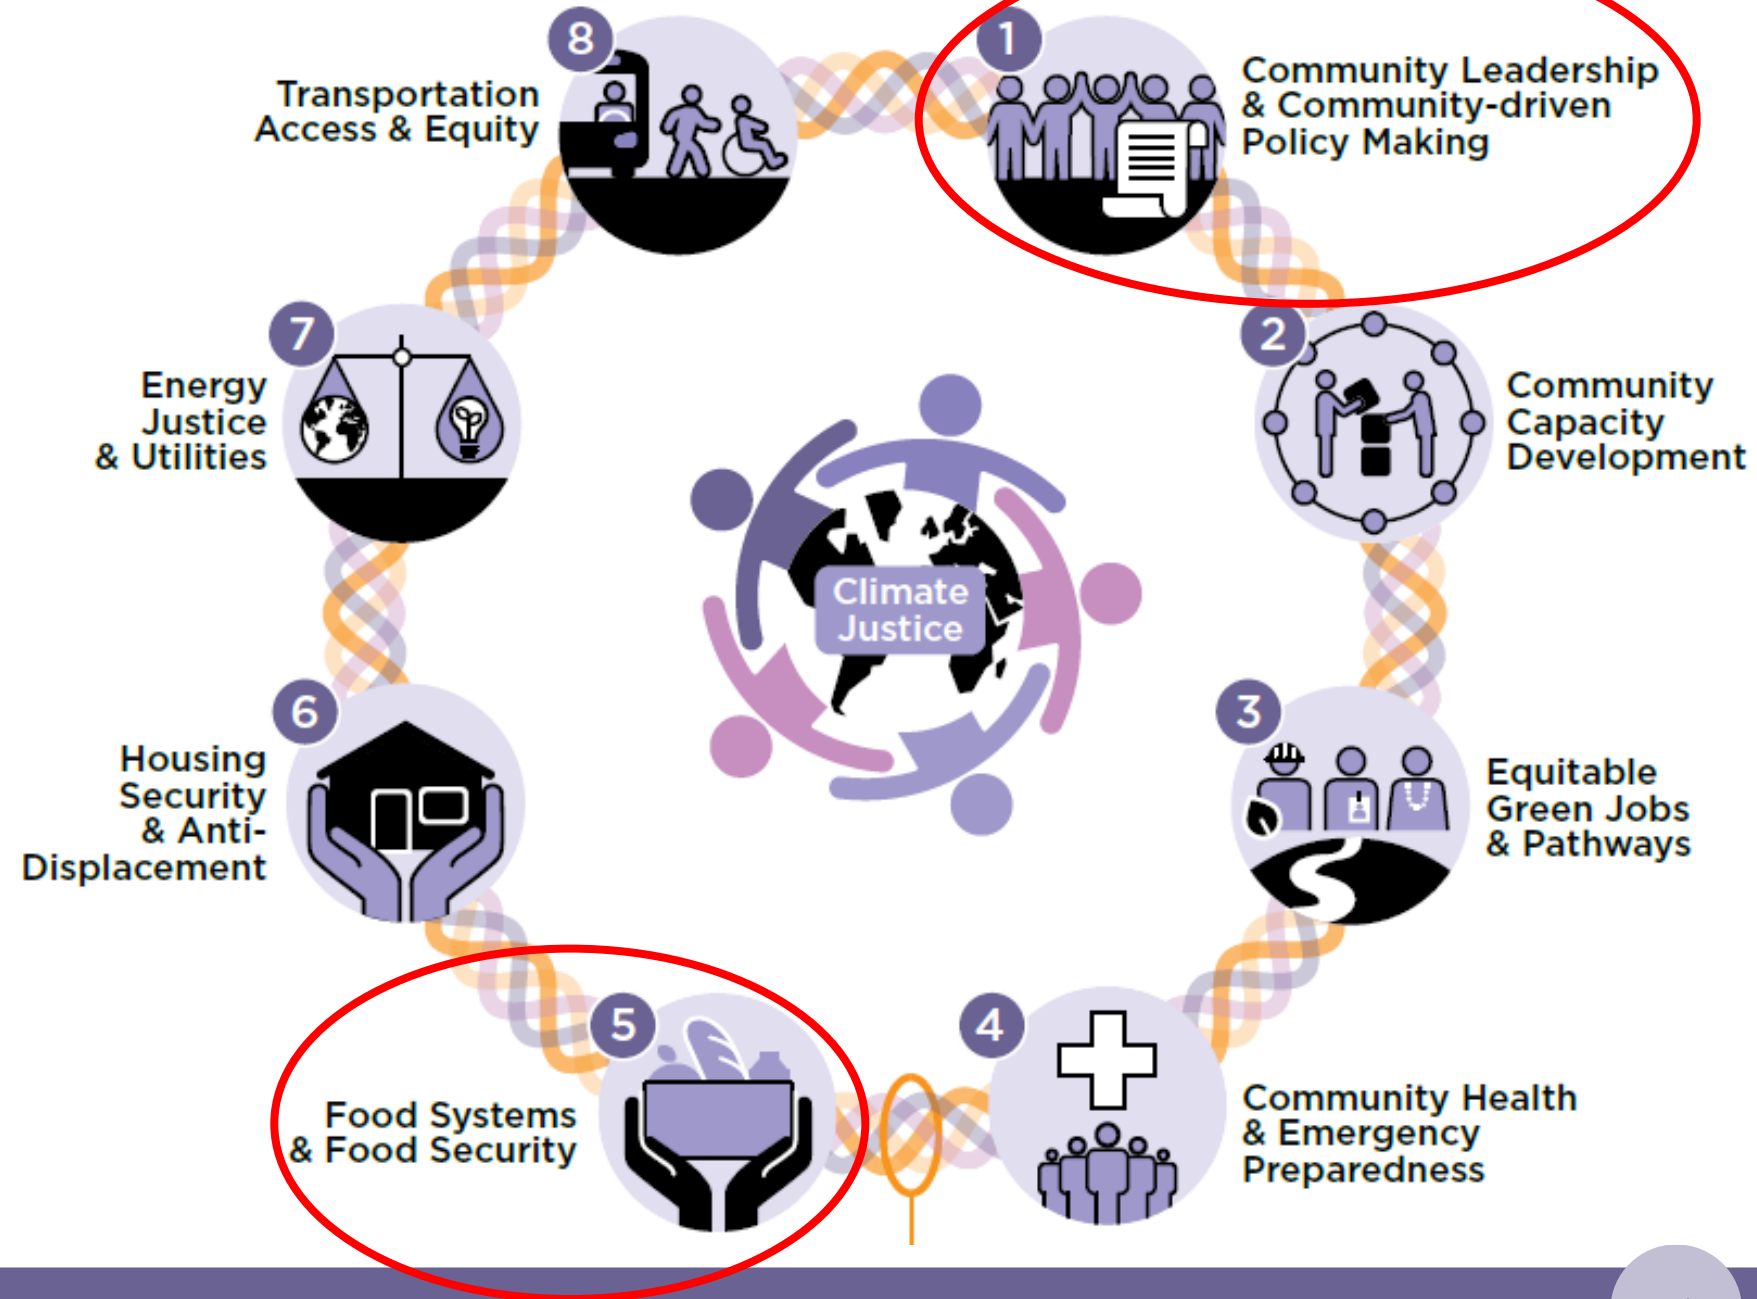 8
Transportation
Access & Equity
1
Community Leadership
& Community-driven
Policy Making
7
Energy
Justice
& Utilities
2
Community
Capacity
Development
Climate
Justice
6
Housing
Security
& Anti-
Displacement
3
Equitable
Green Jobs
& Pathways
5
Food Systems
& Food Security
4
Community Health
& Emergency
Preparedness